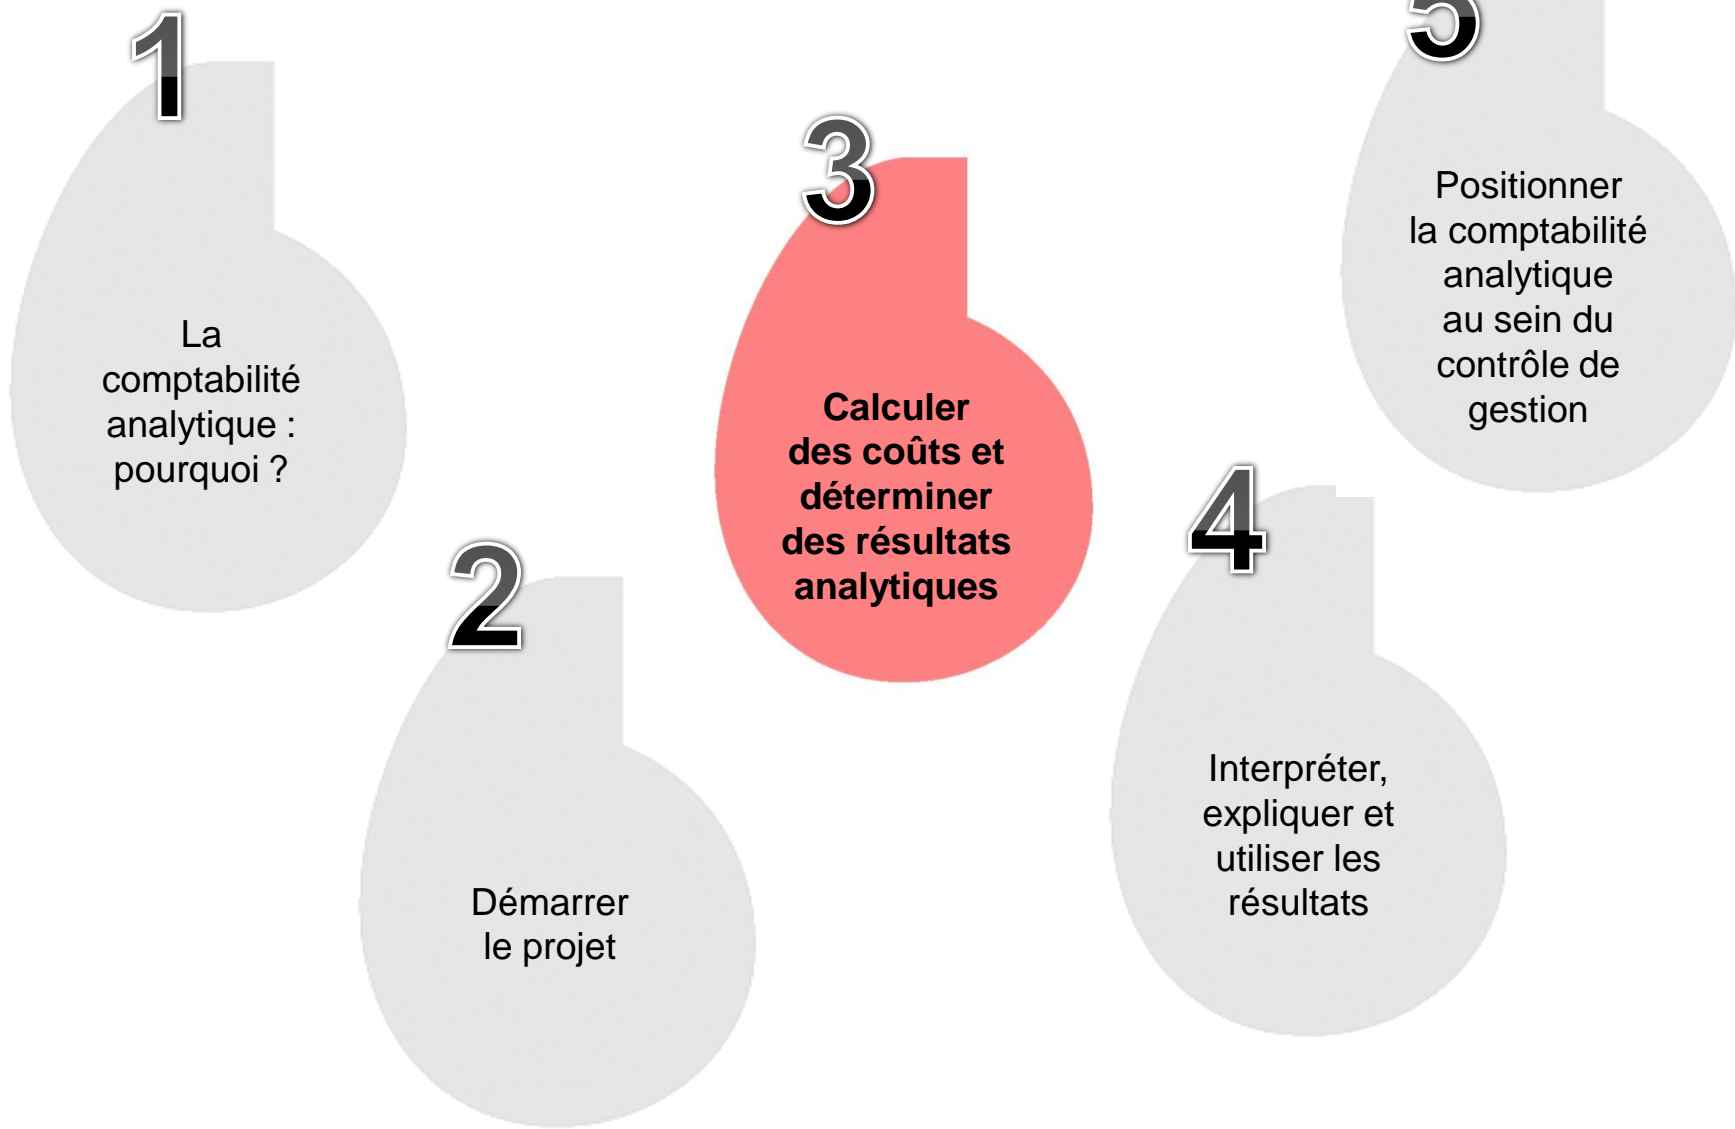 1
La
comptabilité
analytique :
pourquoi ?
2
Démarrer
le projet
3
Calculer
des coûts et
déterminer
des résultats
analytiques
4
Interpréter,
expliquer et
utiliser les
résultats
5
Positionner
la comptabilité
analytique
au sein du
contrôle de
gestion